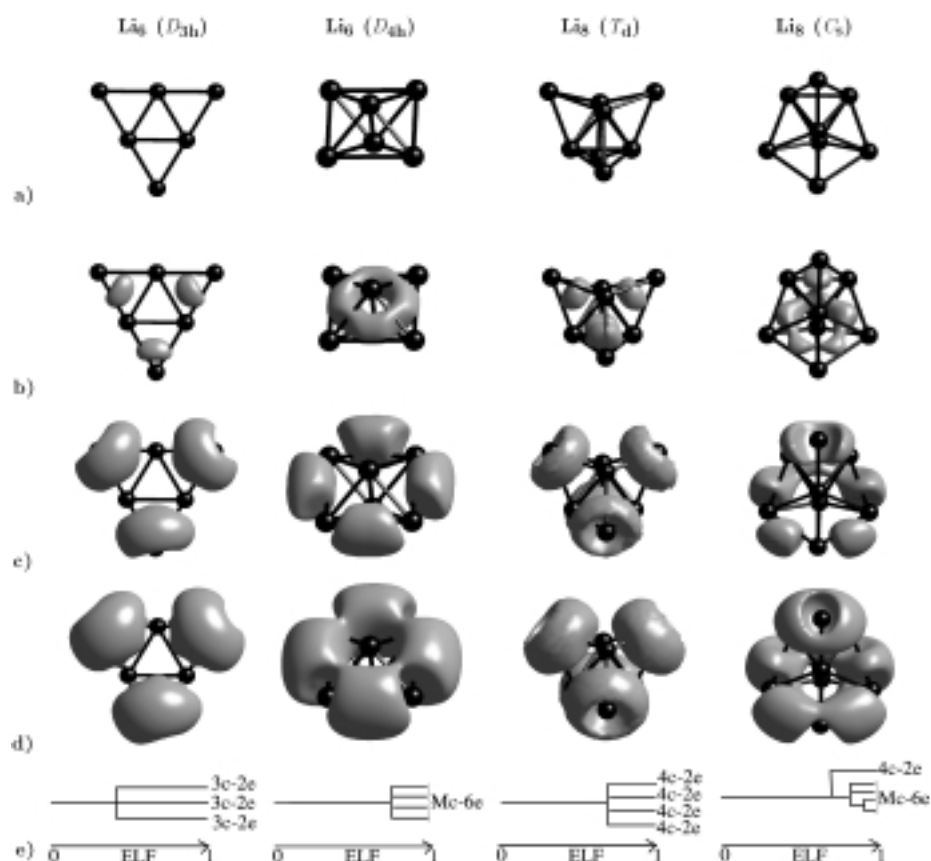 Li6 (D3h) Li6 (D4h) Li8 (Td) Li8 (Cs)
a)
b)
c)
d)
3c-2e
3c-2e
3c-2e
Mc-6e
4c-2e
4c-2e
4c-2e
4c-2e
4c-2e
Mc-6e
e) 0 ELF 1 0 ELF 1 0 ELF 1 0 ELF 1